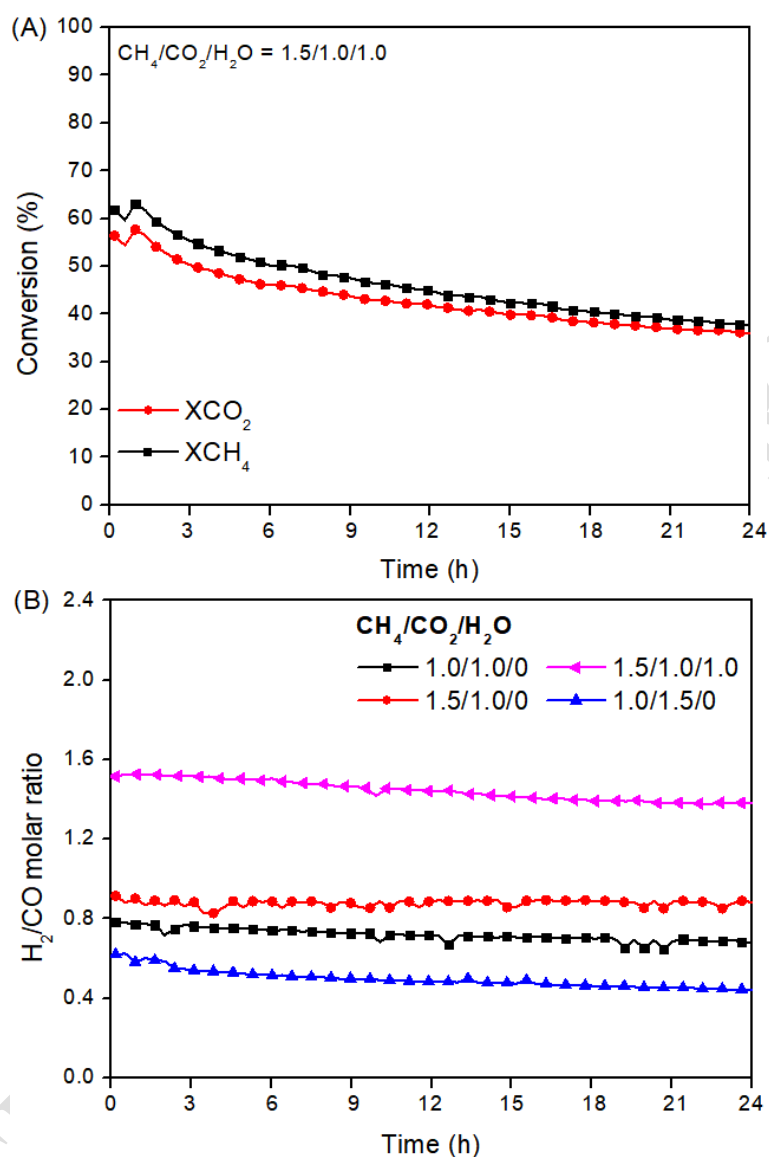 (A)
CH₄/CO₂/H₂O = 1.5/1.0/1.0
100
90
80
70
60
50
40
30
20
10
0
Conversion (%)
XCO₂
XCH₄
0 3 6 9 12 15 18 21 24
Time (h)
(B)
CH₄/CO₂/H₂O
1.0/1.0/0 1.5/1.0/1.0
1.5/1.0/0 1.0/1.5/0
2.4
2.0
1.6
1.2
0.8
0.4
0.0
H₂/CO molar ratio
0 3 6 9 12 15 18 21 24
Time (h)